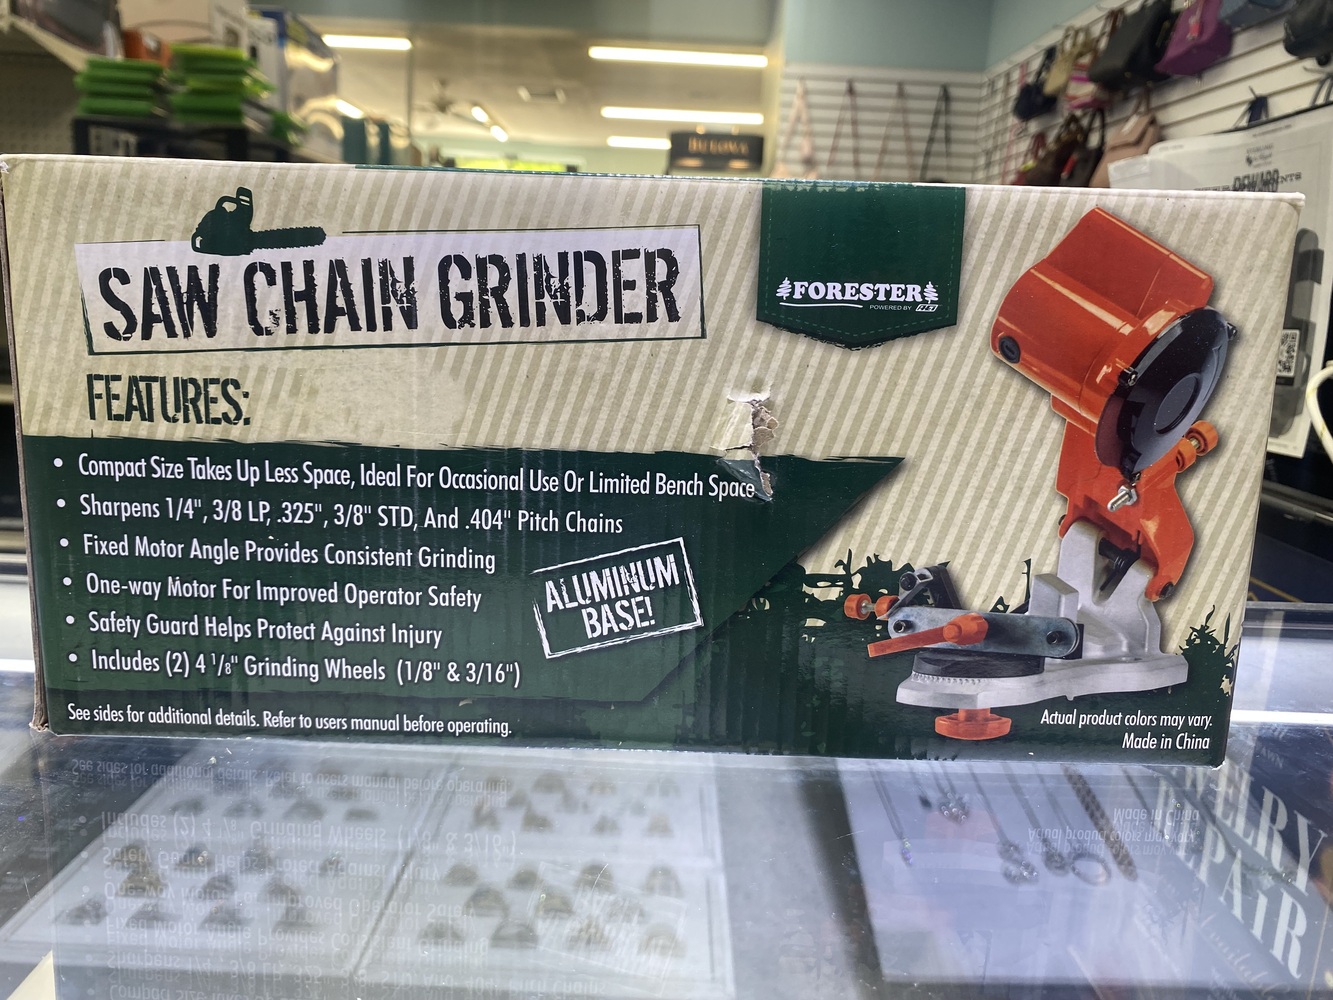 BULOVA
SAW CHAIN GRINDER
FORESTER
POWERED BY REI
FEATURES:
• Compact Size Takes Up Less Space, Ideal For Occasional Use Or Limited Bench Space
• Sharpens 1/4", 3/8 LP, .325", 3/8" STD, And .404" Pitch Chains
• Fixed Motor Angle Provides Consistent Grinding
• One-way Motor For Improved Operator Safety
• Safety Guard Helps Protect Against Injury
• Includes (2) 4 1/8" Grinding Wheels (1/8" & 3/16")
ALUMINUM
BASE!
See sides for additional details. Refer to users manual before operating.
Actual product colors may vary.
Made in China
JEWELRY
REPAIR